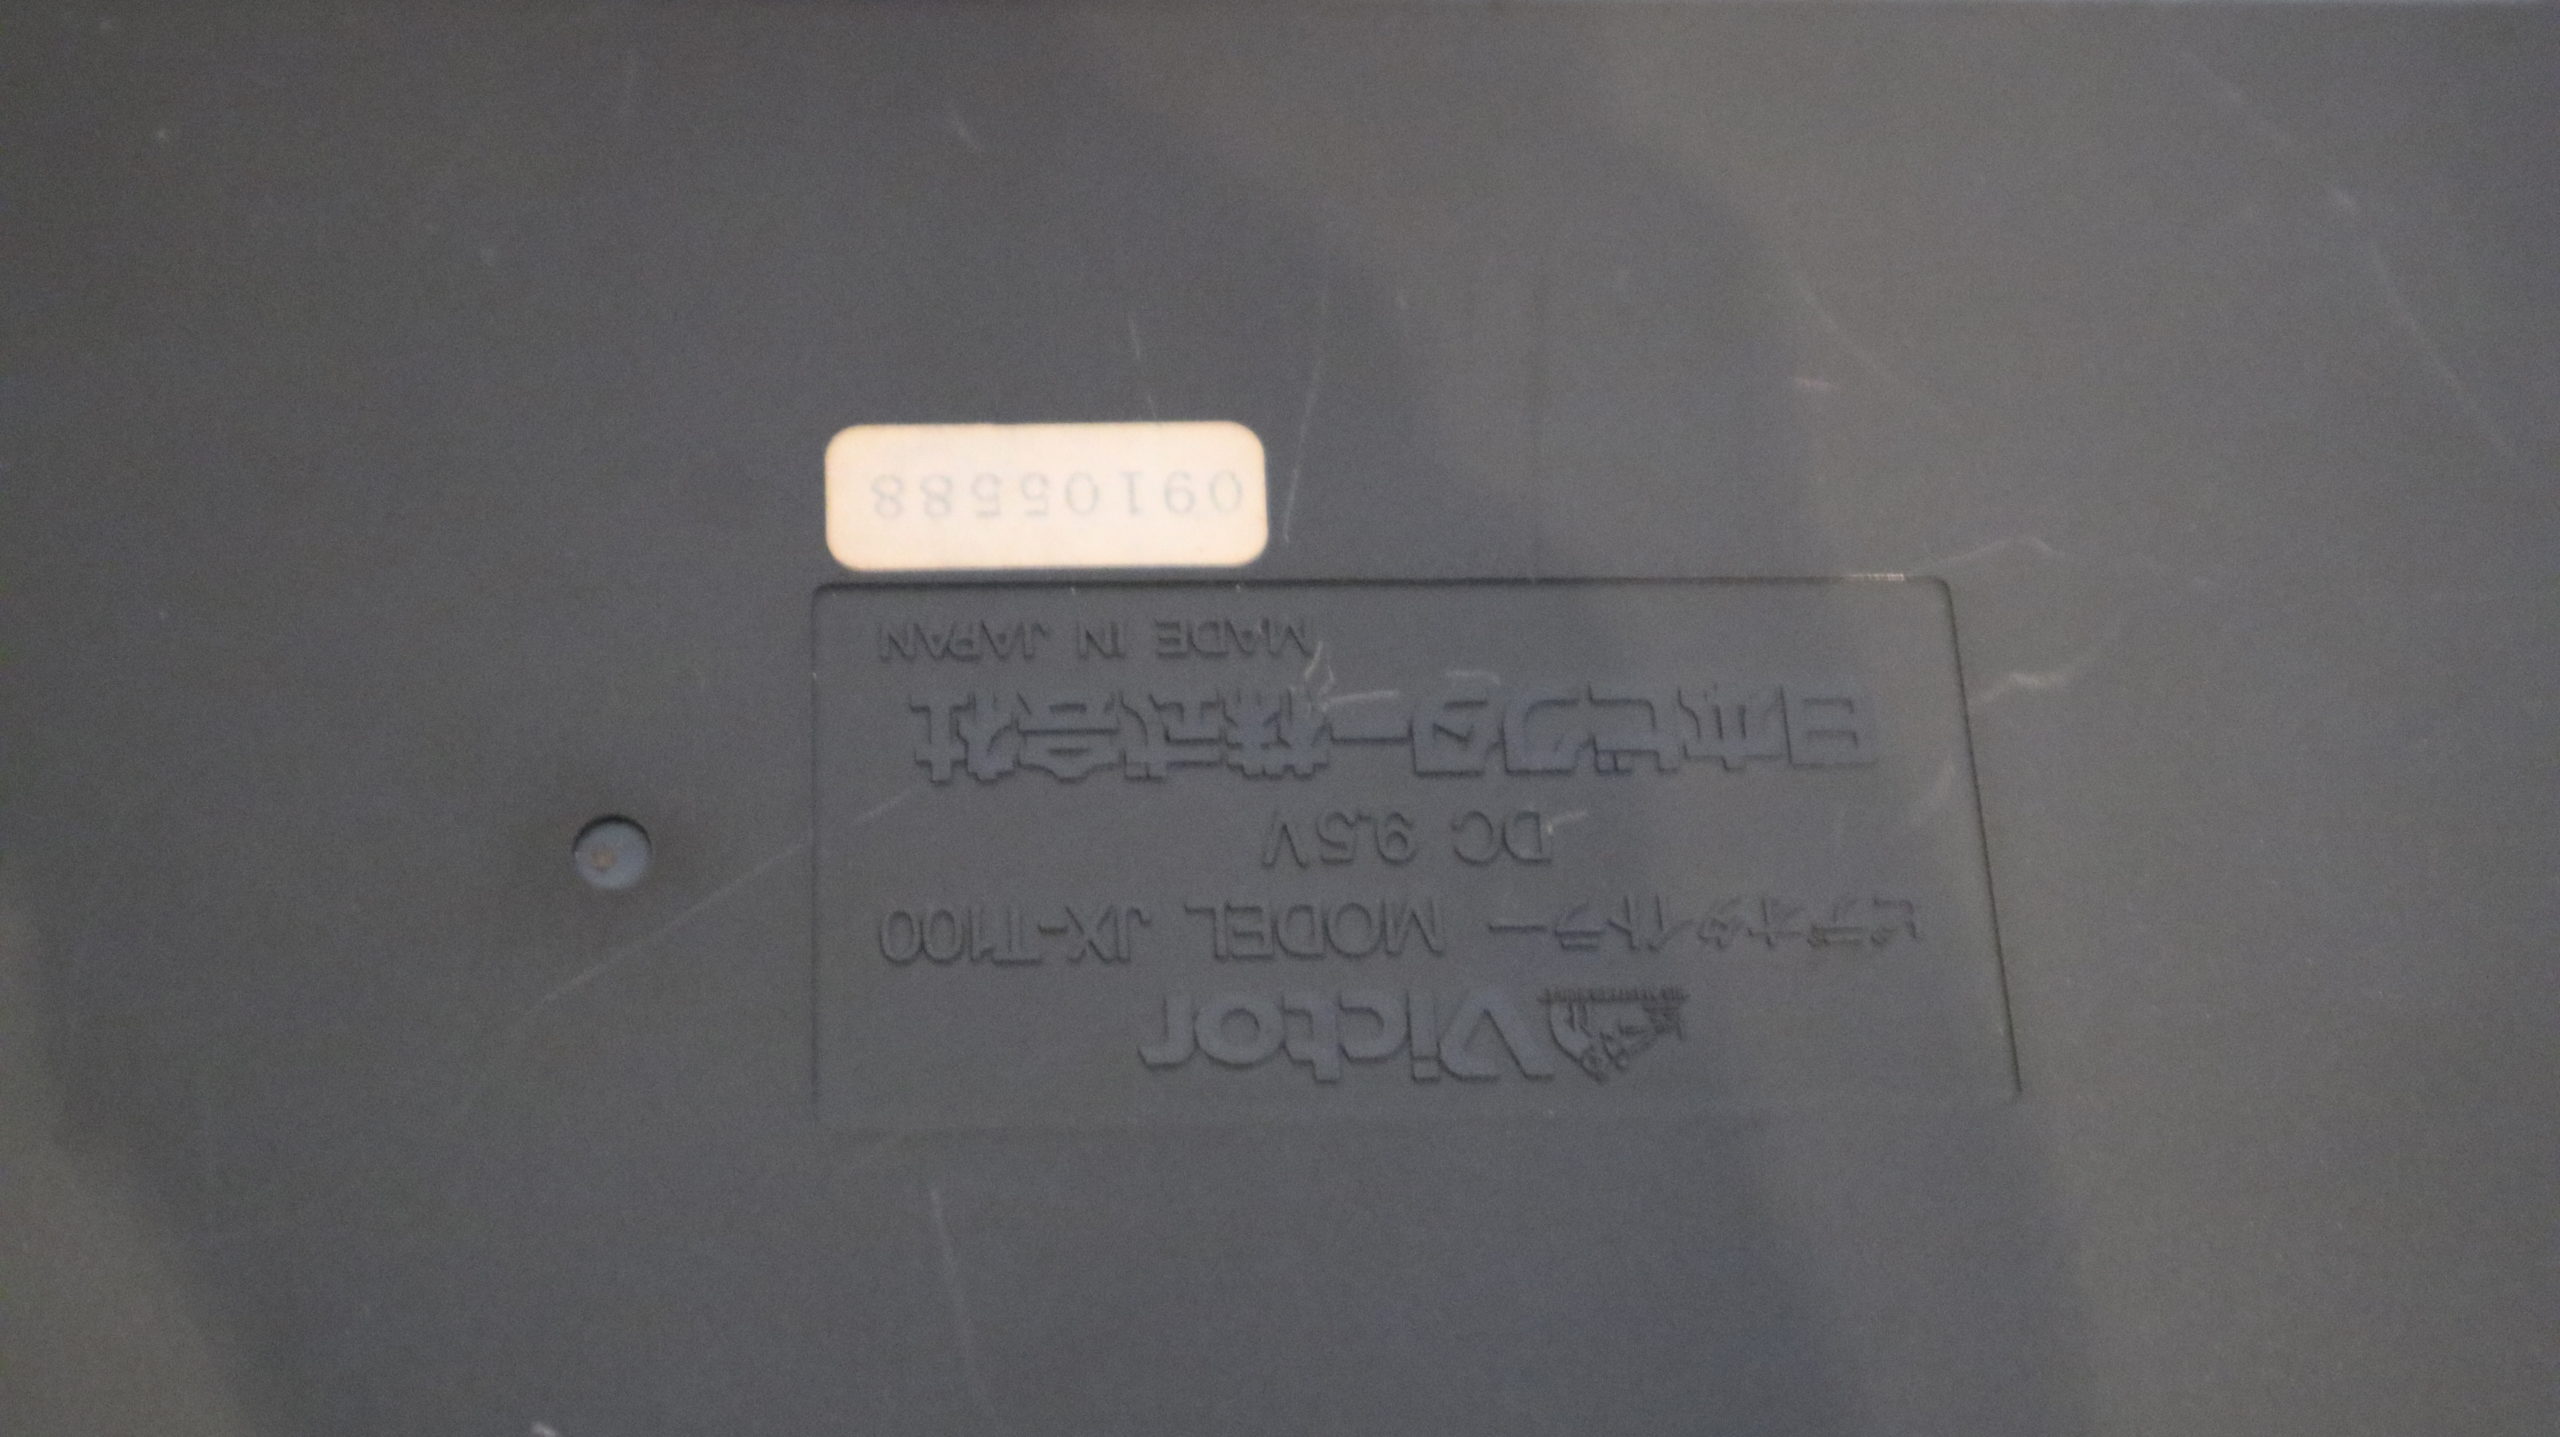 Victor
ビデオタイトラー MODEL JX-T100
DC 9.5V
日本ビクター株式会社
MADE IN JAPAN
09105588